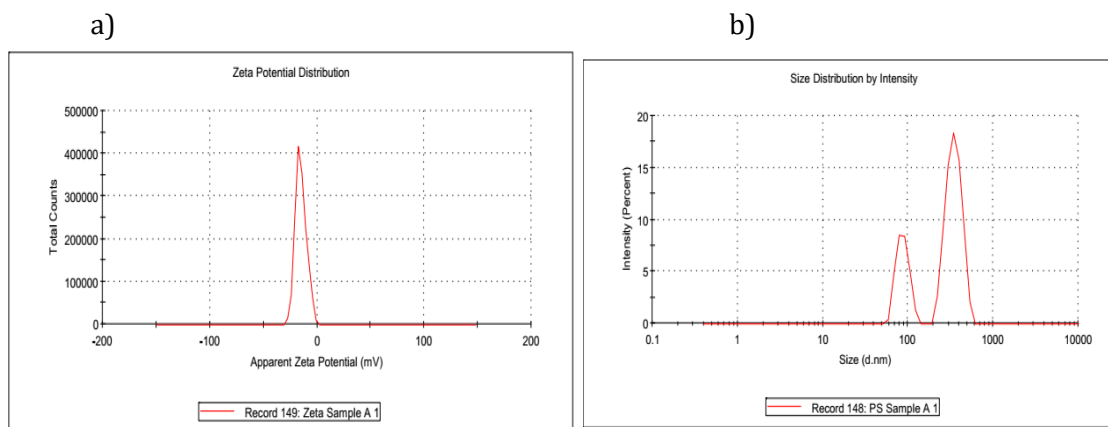 a)
b)
Zeta Potential Distribution
500000
400000
300000
200000
100000
0
Total Counts
-200
-100
0
100
200
Apparent Zeta Potential (mV)
Record 149: Zeta Sample A 1
Size Distribution by Intensity
20
15
10
5
0
Intensity (Percent)
0.1
1
10
100
1000
10000
Size (d.nm)
Record 148: PS Sample A 1